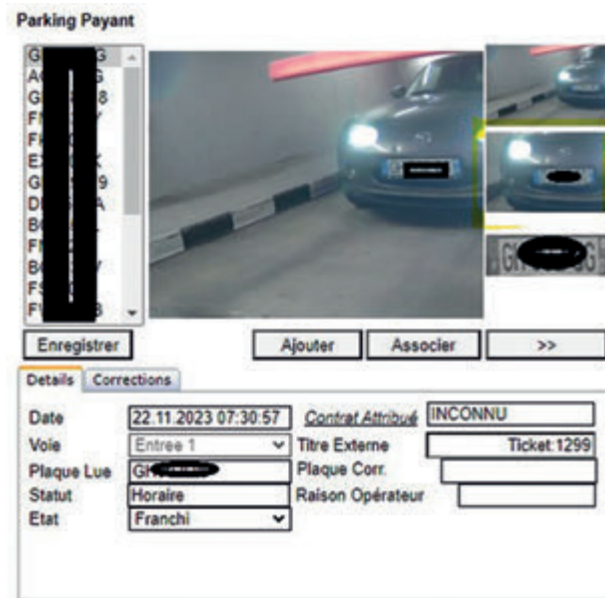 Parking Payant
Enregistrer
Ajouter
Associer
>>
Details
Corrections
Date
22.11.2023 07:30:57
Contrat Attribué
INCONNU
Voie
Entree 1
Titre Externe
Ticket:1299
Plaque Lue
Plaque Corr.
Statut
Horaire
Raison Opérateur
Etat
Franchi